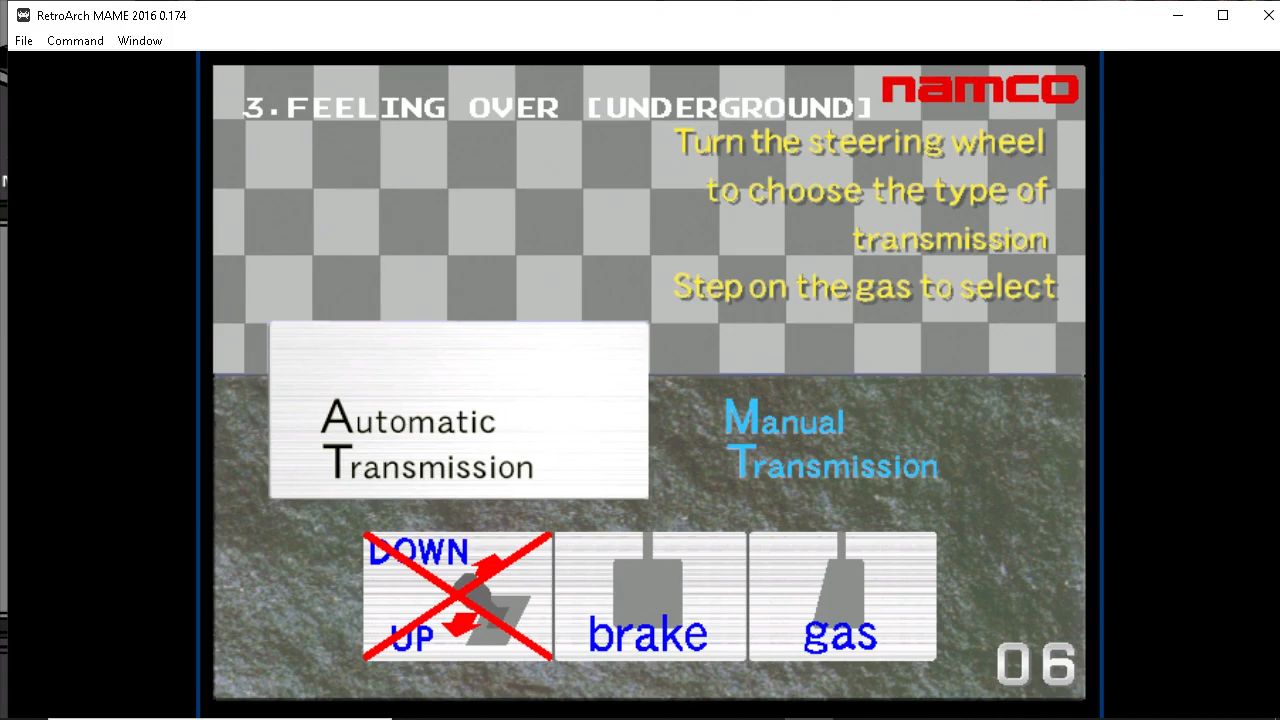 RetroArch MAME 2016 0.174
File Command Window
namco
3.FEELING OVER [UNDERGROUND]
Turn the steering wheel
to choose the type of
transmission
Step on the gas to select
Automatic
Transmission
Manual
Transmission
DOWN
UP
brake
gas
06